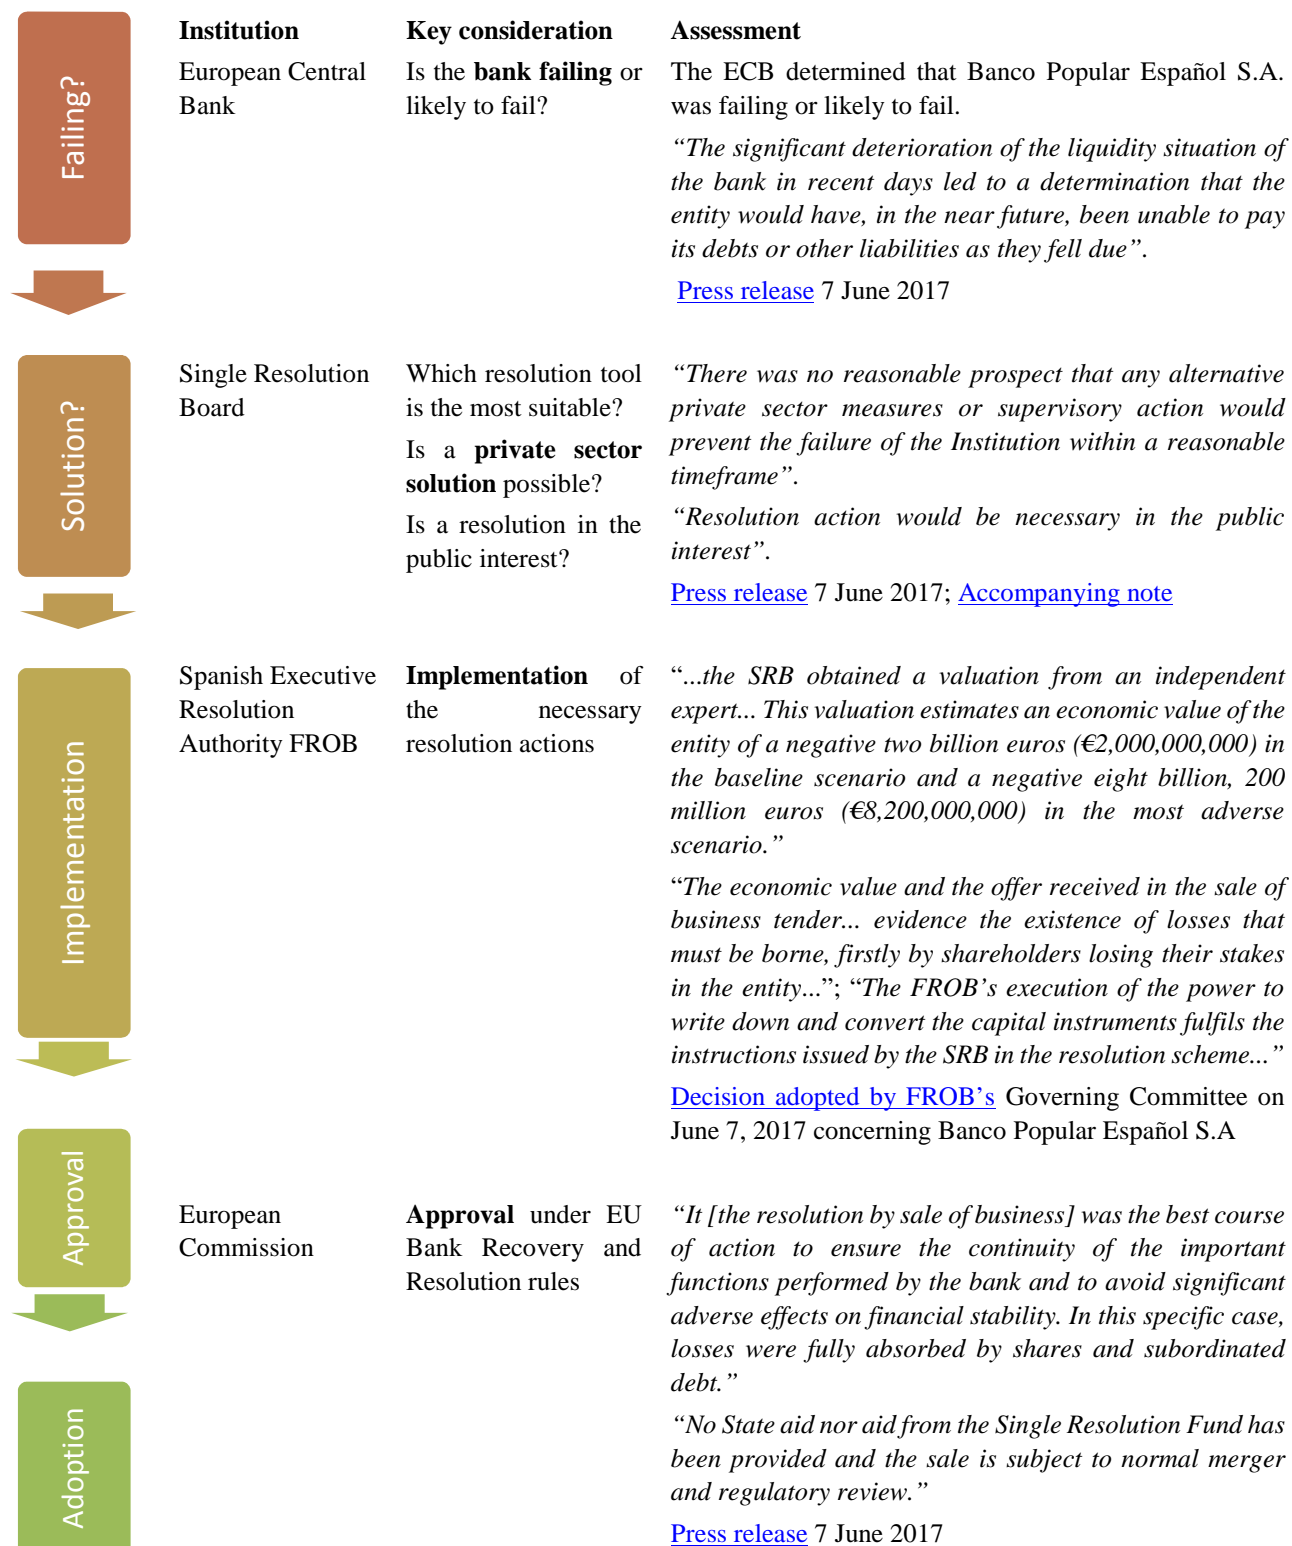 Institution
Key consideration
Assessment
Failing?
European Central
Bank
Is the bank failing or
likely to fail?
The ECB determined that Banco Popular Español S.A.
was failing or likely to fail.
“The significant deterioration of the liquidity situation of
the bank in recent days led to a determination that the
entity would have, in the near future, been unable to pay
its debts or other liabilities as they fell due”.
Press release 7 June 2017
Solution?
Single Resolution
Board
Which resolution tool
is the most suitable?
Is a private sector
solution possible?
Is a resolution in the
public interest?
“There was no reasonable prospect that any alternative
private sector measures or supervisory action would
prevent the failure of the Institution within a reasonable
timeframe”.
“Resolution action would be necessary in the public
interest”.
Press release 7 June 2017; Accompanying note
Implementation
Spanish Executive
Resolution
Authority FROB
Implementation of
the necessary
resolution actions
“...the SRB obtained a valuation from an independent
expert... This valuation estimates an economic value of the
entity of a negative two billion euros (€2,000,000,000) in
the baseline scenario and a negative eight billion, 200
million euros (€8,200,000,000) in the most adverse
scenario.”
“The economic value and the offer received in the sale of
business tender... evidence the existence of losses that
must be borne, firstly by shareholders losing their stakes
in the entity...”; “The FROB’s execution of the power to
write down and convert the capital instruments fulfils the
instructions issued by the SRB in the resolution scheme...”
Decision adopted by FROB’s Governing Committee on
June 7, 2017 concerning Banco Popular Español S.A
Approval
European
Commission
Approval under EU
Bank Recovery and
Resolution rules
“It [the resolution by sale of business] was the best course
of action to ensure the continuity of the important
functions performed by the bank and to avoid significant
adverse effects on financial stability. In this specific case,
losses were fully absorbed by shares and subordinated
debt.”
“No State aid nor aid from the Single Resolution Fund has
been provided and the sale is subject to normal merger
and regulatory review.”
Press release 7 June 2017
Adoption